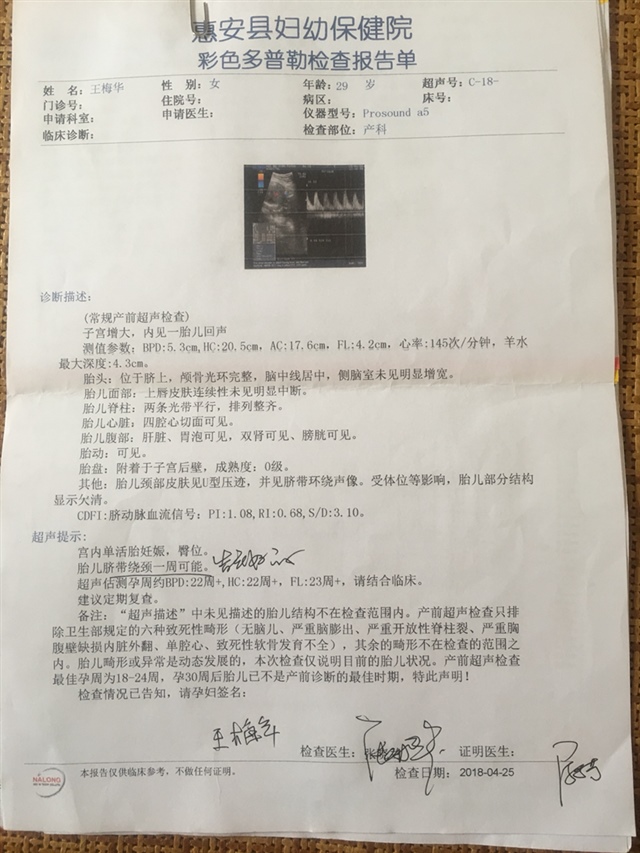 惠安县妇幼保健院
彩色多普勒检查报告单
姓 名：王梅华 性 别：女 年龄：29 岁 超声号：C-18-
门诊号： 住院号： 病区： 床号：
申请科室： 申请医生： 仪器型号：Prosound a5
临床诊断： 检查部位：产科
诊断描述：
(常规产前超声检查)
子宫增大，内见一胎儿回声
测值参数：BPD:5.3cm,HC:20.5cm，AC:17.6cm，FL:4.2cm，心率:145次/分钟，羊水
最大深度:4.3cm。
胎头：位于脐上，颅骨光环完整，脑中线居中，侧脑室未见明显增宽。
胎儿面部：上唇皮肤连续性未见明显中断。
胎儿脊柱：两条光带平行，排列整齐。
胎儿心脏：四腔心切面可见。
胎儿腹部：肝脏、胃泡可见，双肾可见、膀胱可见。
胎动：可见。
胎盘：附着于子宫后壁，成熟度：0级。
其他：胎儿颈部皮肤见U型压迹，并见脐带环绕声像。受体位等影响，胎儿部分结构
显示欠清。
CDFI:脐动脉血流信号：PI:1.08,RI:0.68,S/D:3.10。
超声提示：
宫内单活胎妊娠，臀位。
胎儿脐带绕颈一周可能。
超声估测孕周约BPD:22周+,HC:22周+，FL:23周+，请结合临床。
建议定期复查。
备注：“超声描述”中未见描述的胎儿结构不在检查范围内。产前超声检查只排
除卫生部规定的六种致死性畸形（无脑儿、严重脑膨出、严重开放性脊柱裂、严重胸
腹壁缺损内脏外翻、单腔心、致死性软骨发育不全），其余的畸形不在检查的范围之
内。胎儿畸形或异常是动态发展的，本次检查仅说明目前的胎儿状况。产前超声检查
最佳孕周为18-24周，孕30周后胎儿已不是产前诊断的最佳时期，特此声明！
检查情况已告知，请孕妇签名：
王梅华
检查医生： 证明医生：
NALONG 本报告仅供临床参考，不做任何证明。 检查日期：2018-04-25